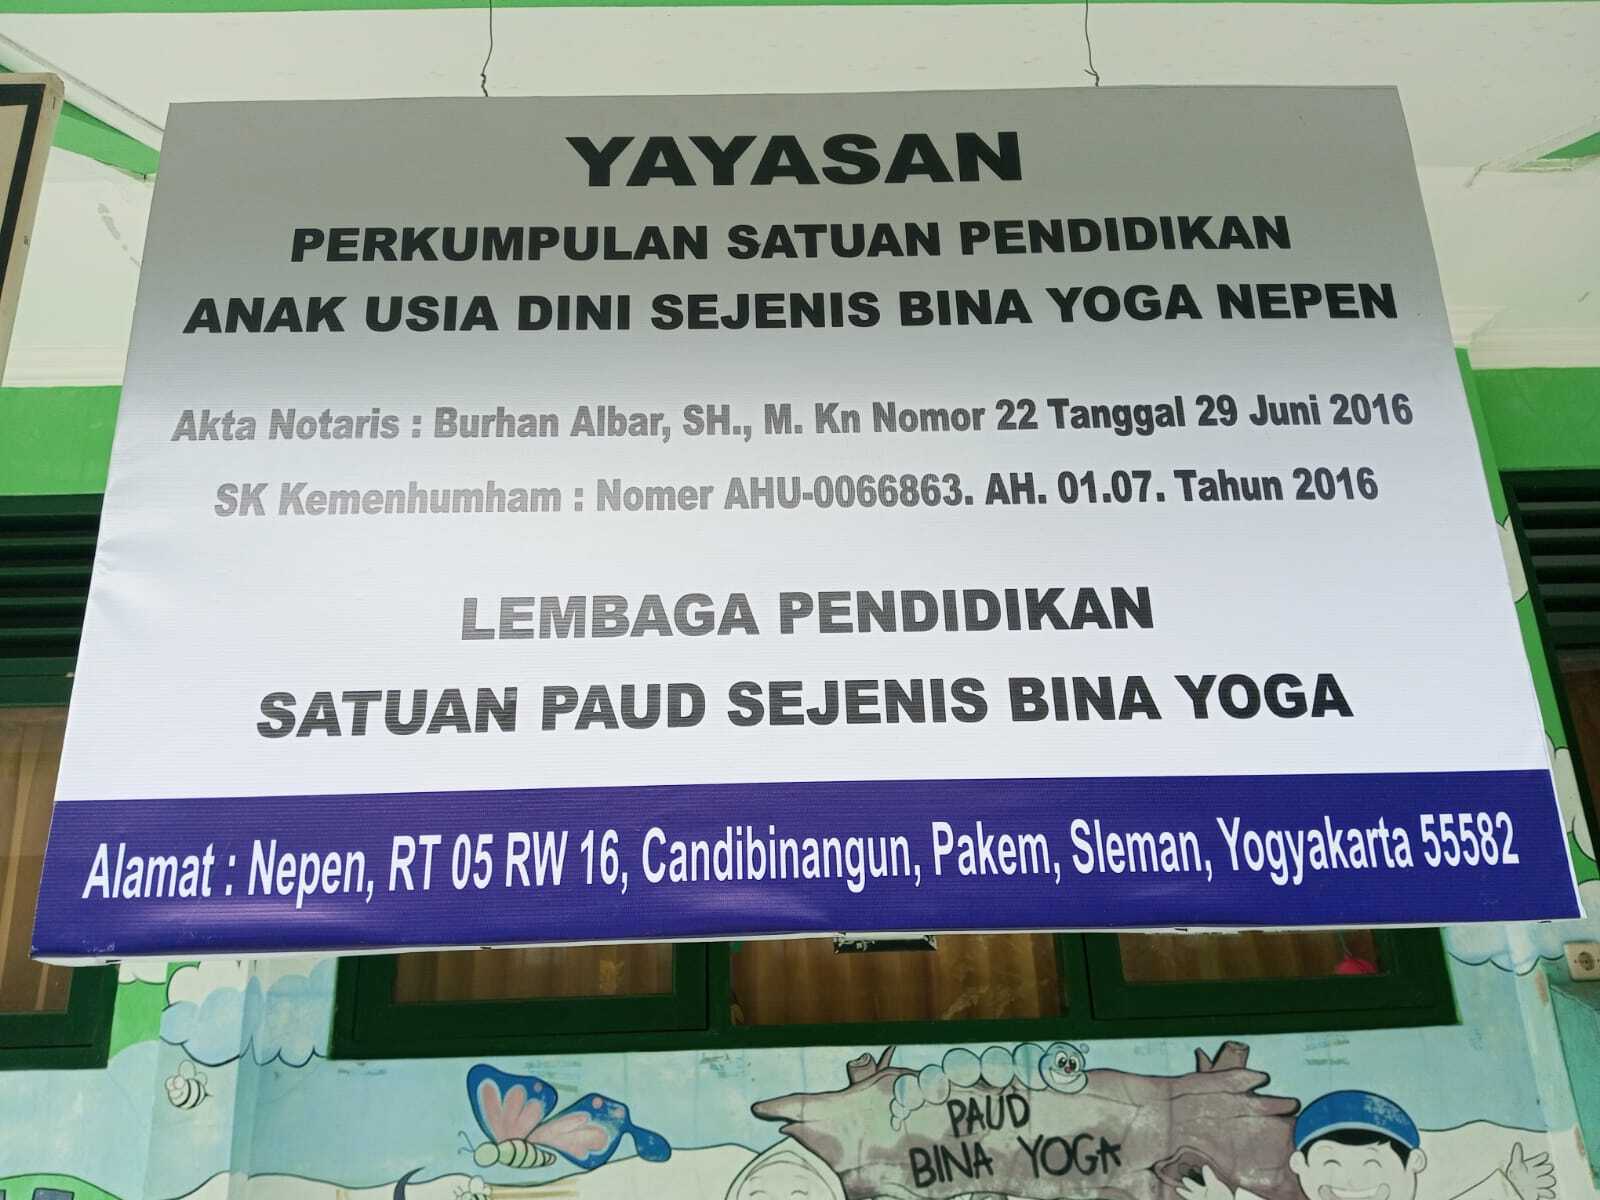 YAYASAN
PERKUMPULAN SATUAN PENDIDIKAN
ANAK USIA DINI SEJENIS BINA YOGA NEPEN
Akta Notaris : Burhan Albar, SH., M. Kn Nomor 22 Tanggal 29 Juni 2016
SK Kemenhumham : Nomer AHU-0066863. AH. 01.07. Tahun 2016
LEMBAGA PENDIDIKAN
SATUAN PAUD SEJENIS BINA YOGA
Alamat : Nepen, RT 05 RW 16, Candibinangun, Pakem, Sleman, Yogyakarta 55582
PAUD
BINA YOGA